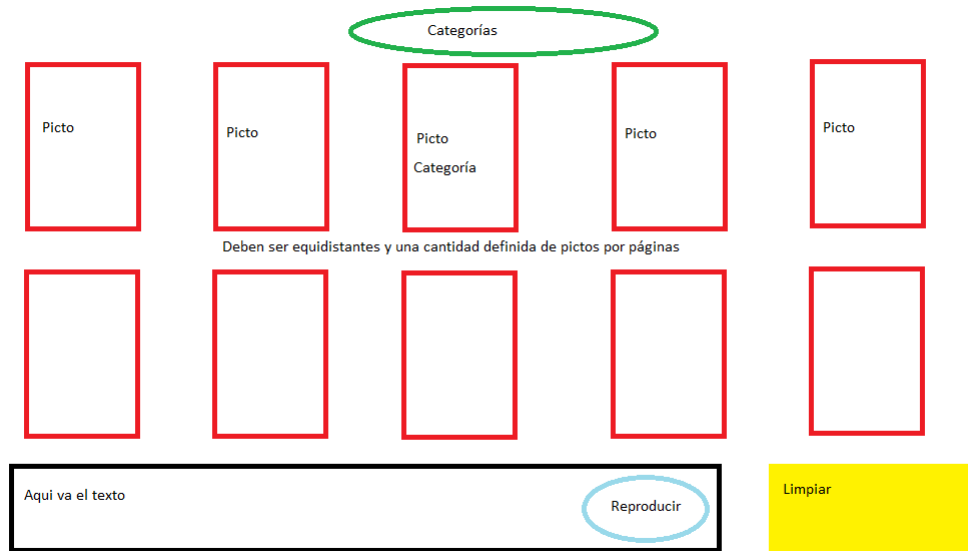 Categorías
Picto
Picto
Picto
Categoría
Picto
Picto
Deben ser equidistantes y una cantidad definida de pictos por páginas
Aqui va el texto
Reproducir
Limpiar